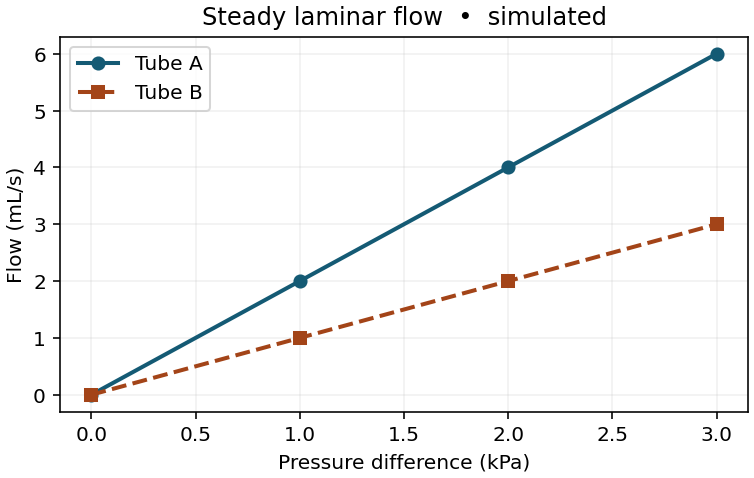 Steady laminar flow • simulated
Tube A
Tube B
Flow (mL/s)
6
5
4
3
2
1
0
0.0 0.5 1.0 1.5 2.0 2.5 3.0
Pressure difference (kPa)